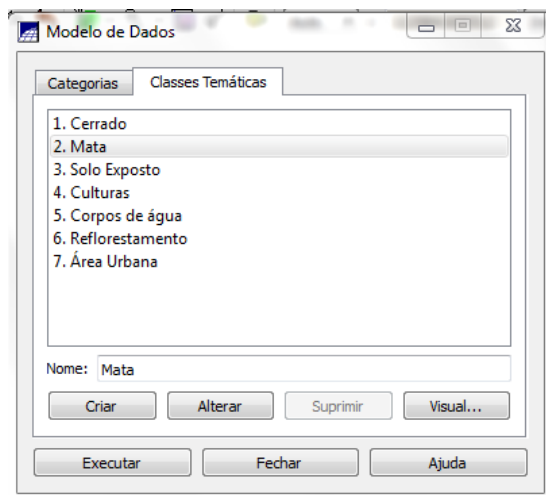 Modelo de Dados
Categorias Classes Temáticas
1. Cerrado
2. Mata
3. Solo Exposto
4. Culturas
5. Corpos de água
6. Reflorestamento
7. Área Urbana
Nome: Mata
Criar Alterar Suprimir Visual...
Executar Fechar Ajuda